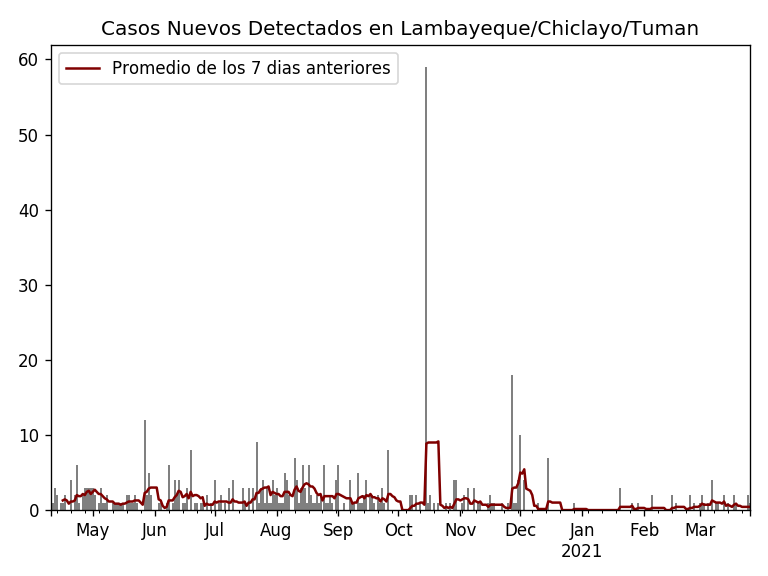 Casos Nuevos Detectados en Lambayeque/Chiclayo/Tuman
Promedio de los 7 dias anteriores
60
50
40
30
20
10
0
May Jun Jul Aug Sep Oct Nov Dec Jan Feb Mar
2021